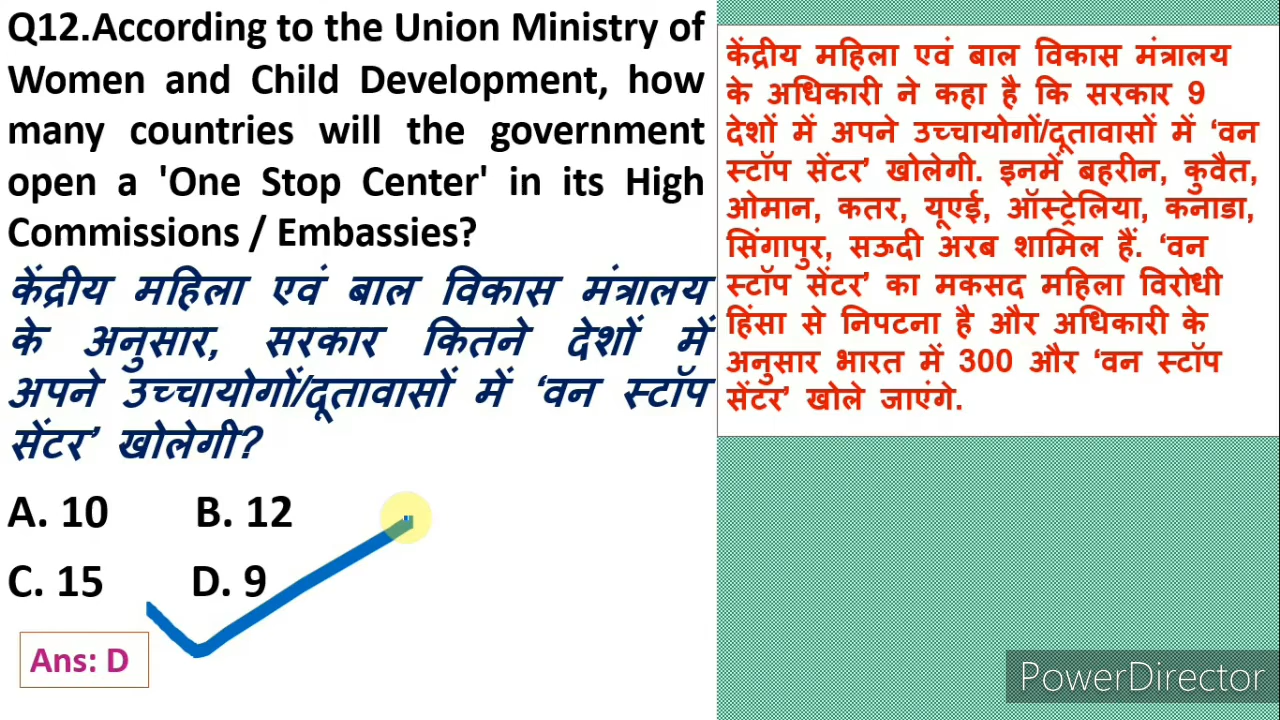 Q12.According to the Union Ministry of
Women and Child Development, how
many countries will the government
open a 'One Stop Center' in its High
Commissions / Embassies?
केंद्रीय महिला एवं बाल विकास मंत्रालय
के अनुसार, सरकार कितने देशों में
अपने उच्चायोगों/दूतावासों में ‘वन स्टॉप
सेंटर’ खोलेगी?
A. 10 B. 12
C. 15 D. 9
Ans: D
केंद्रीय महिला एवं बाल विकास मंत्रालय
के अधिकारी ने कहा है कि सरकार 9
देशों में अपने उच्चायोगों/दूतावासों में ‘वन
स्टॉप सेंटर’ खोलेगी. इनमें बहरीन, कुवैत,
ओमान, कतर, यूएई, ऑस्ट्रेलिया, कनाडा,
सिंगापुर, सऊदी अरब शामिल हैं. ‘वन
स्टॉप सेंटर’ का मकसद महिला विरोधी
हिंसा से निपटना है और अधिकारी के
अनुसार भारत में 300 और ‘वन स्टॉप
सेंटर’ खोले जाएंगे.
PowerDirector